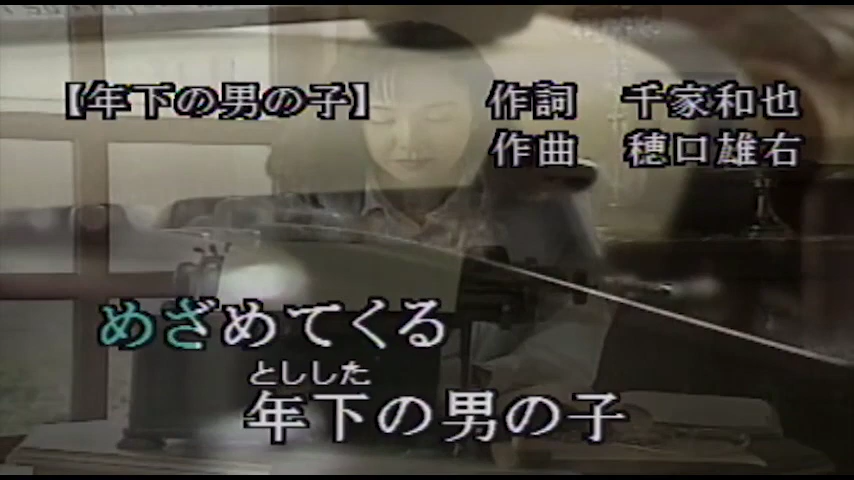 【年下の男の子】 作詞 千家和也
作曲 穂口雄右
めざめてくる
とししした
年下の男の子